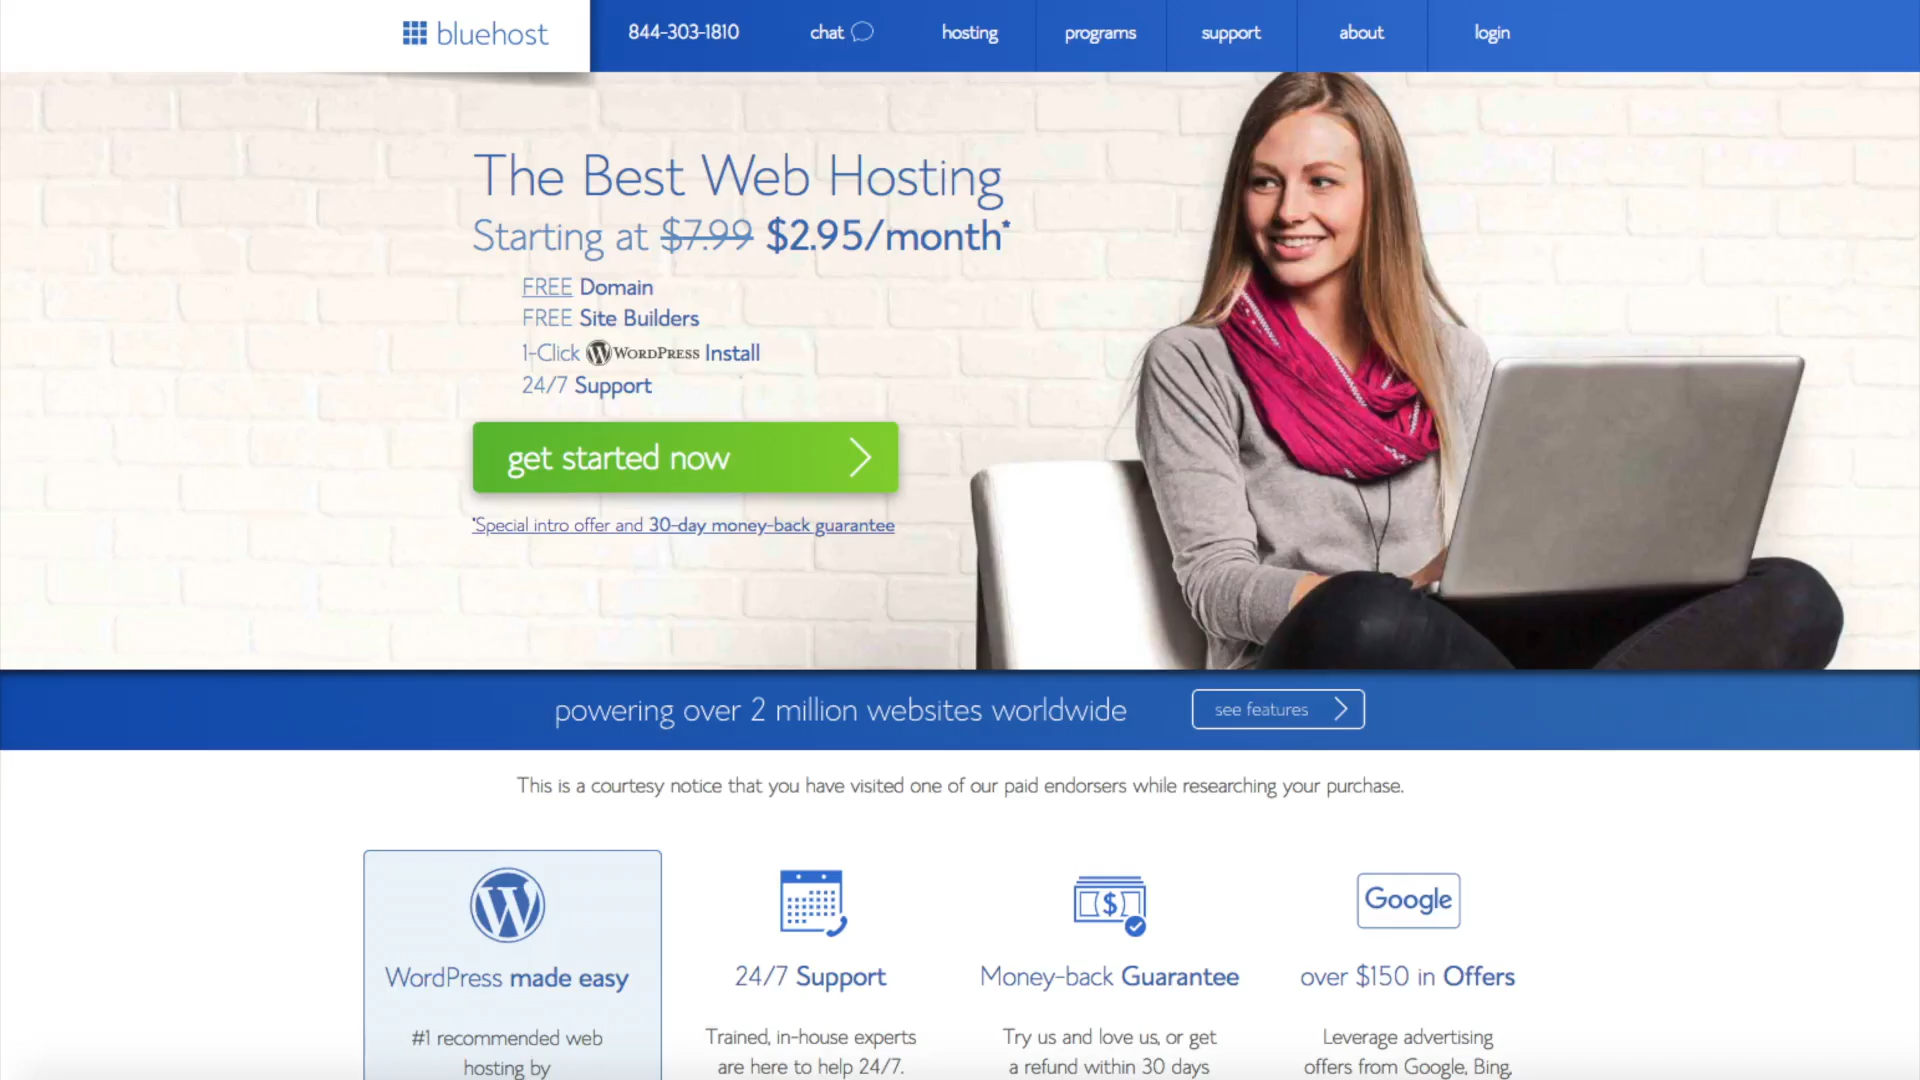 bluehost
844-303-1810
chat
hosting
programs
support
about
login
The Best Web Hosting
Starting at $7.99 $2.95/month*
FREE Domain
FREE Site Builders
1-Click WORDPRESS Install
24/7 Support
get started now
*Special intro offer and 30-day money-back guarantee
powering over 2 million websites worldwide
see features
This is a courtesy notice that you have visited one of our paid endorsers while researching your purchase.
WordPress made easy
#1 recommended web
hosting by
24/7 Support
Trained, in-house experts
are here to help 24/7.
$
Money-back Guarantee
Try us and love us, or get
a refund within 30 days
Google
over $150 in Offers
Leverage advertising
offers from Google, Bing,